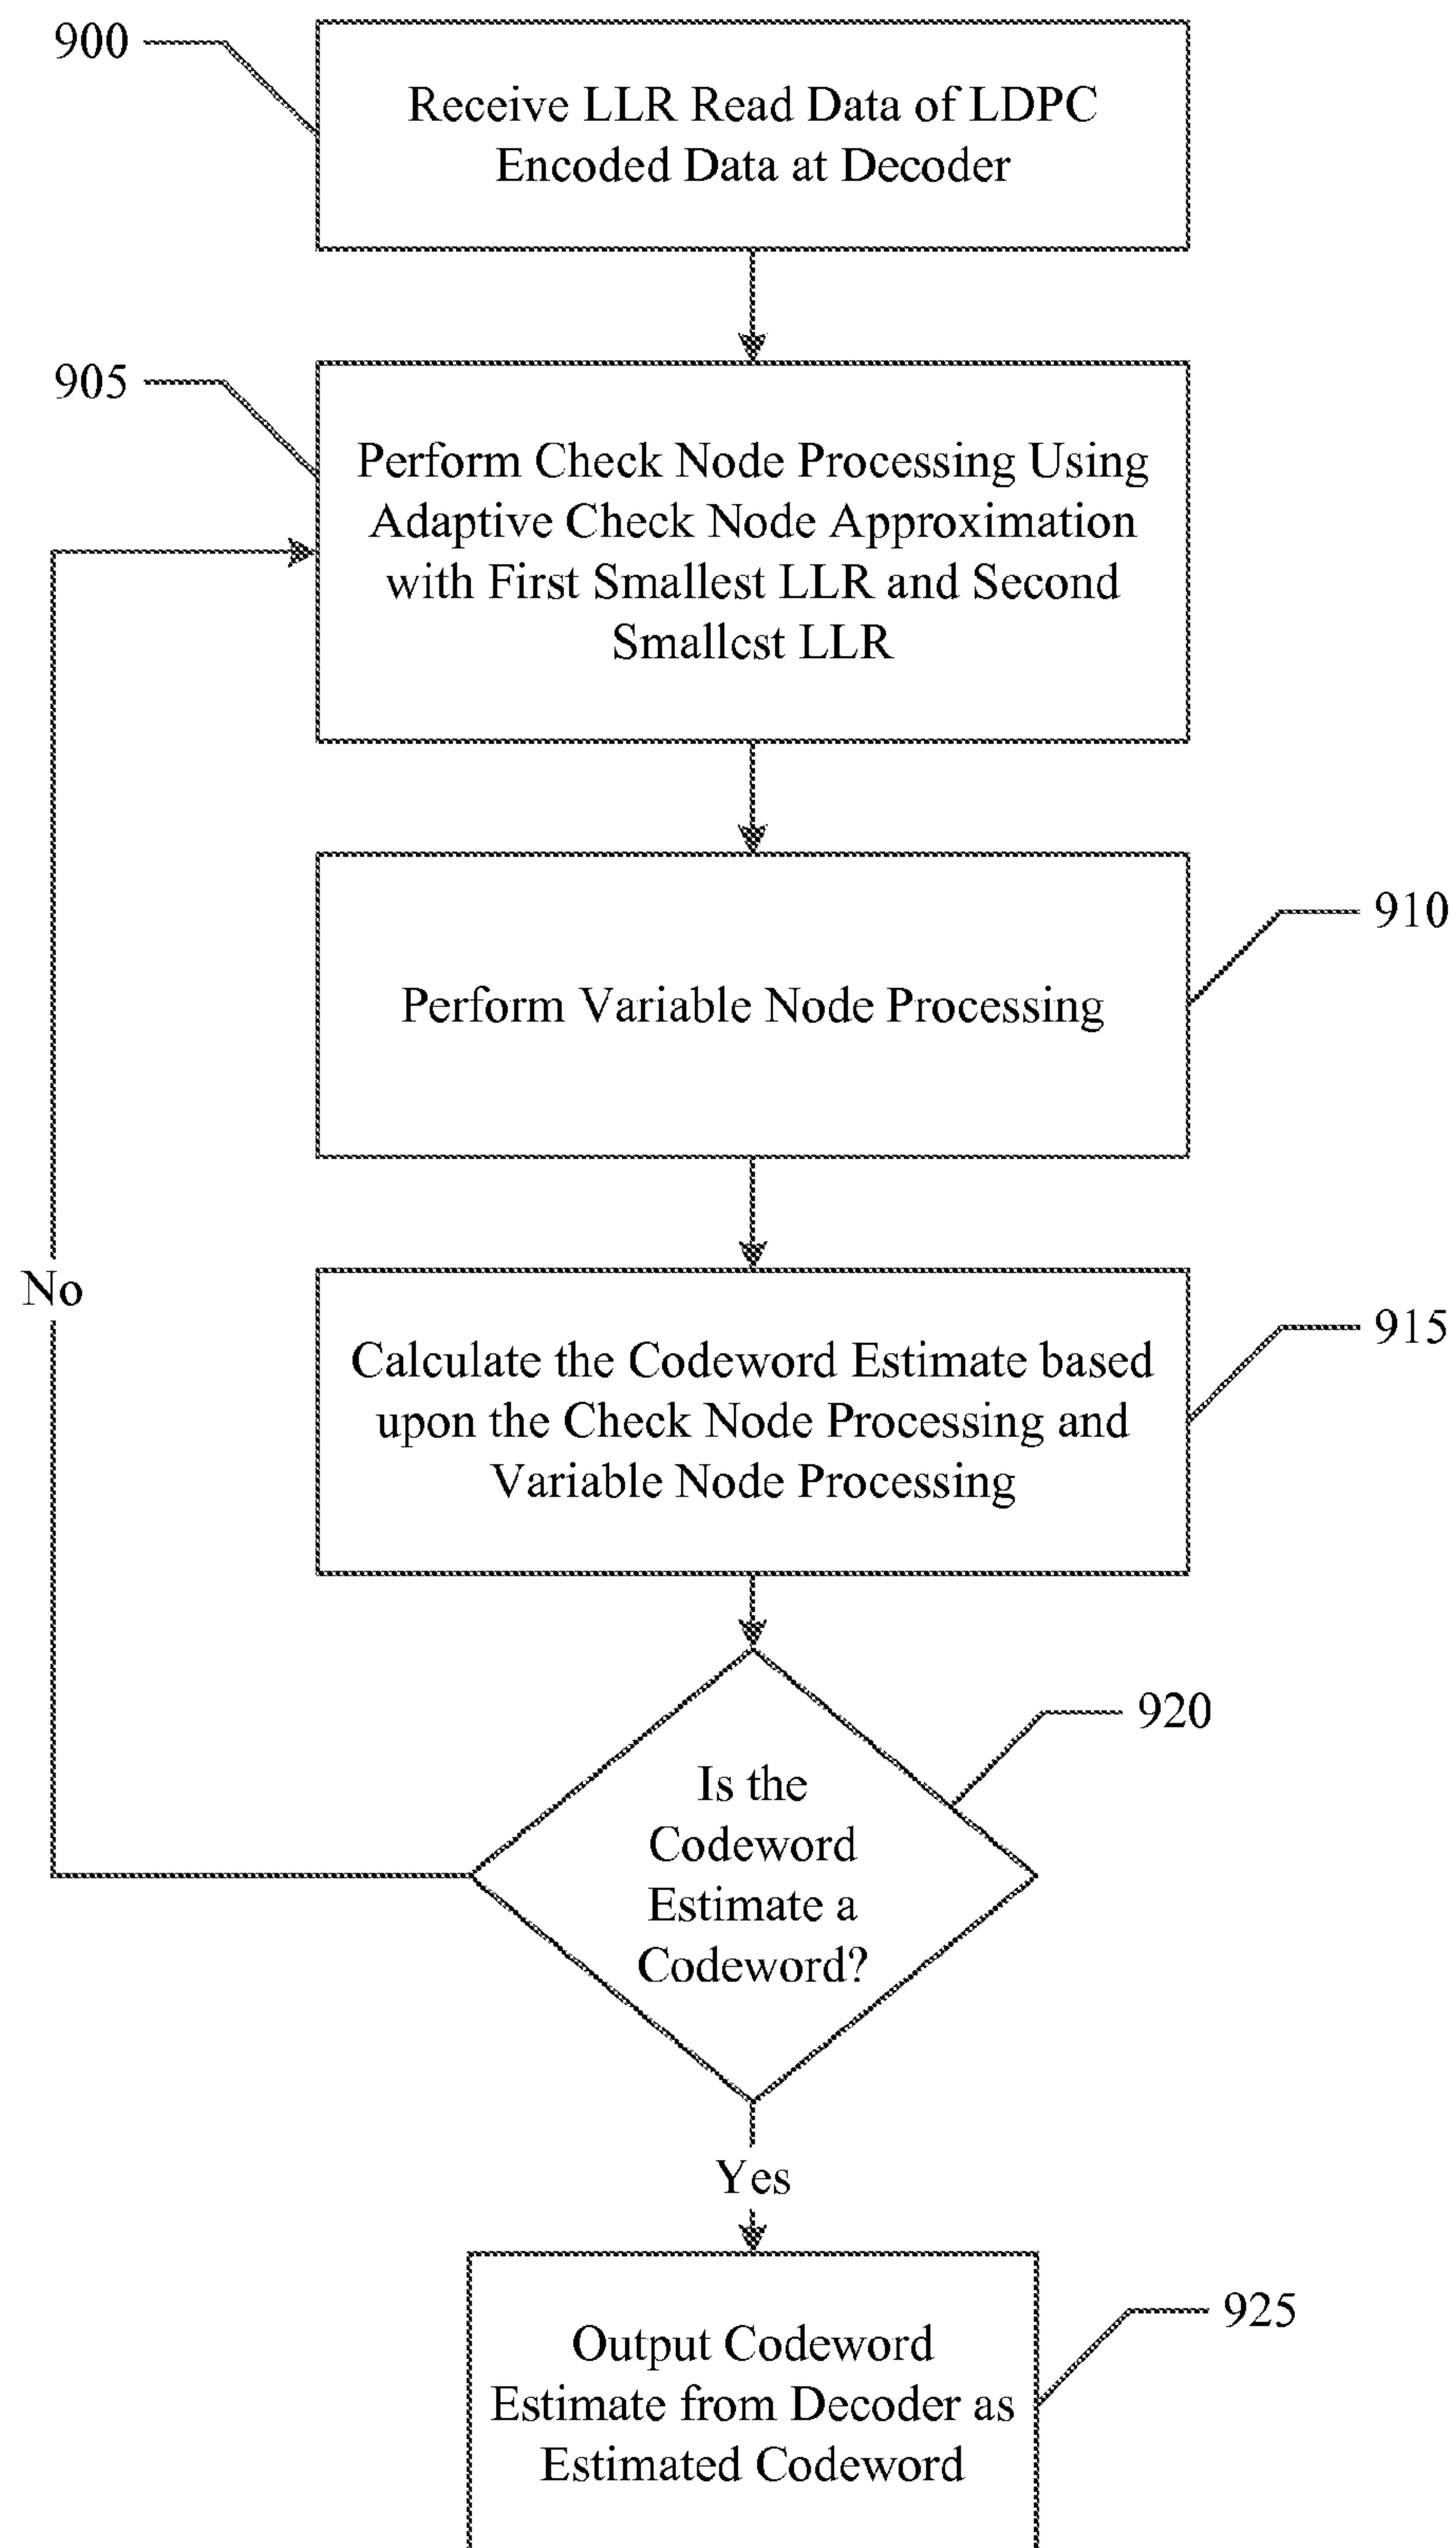 900
Receive LLR Read Data of LDPC
Encoded Data at Decoder
905
Perform Check Node Processing Using
Adaptive Check Node Approximation
with First Smallest LLR and Second
Smallest LLR
910
Perform Variable Node Processing
No
915
Calculate the Codeword Estimate based
upon the Check Node Processing and
Variable Node Processing
920
Is the
Codeword
Estimate a
Codeword?
Yes
925
Output Codeword
Estimate from Decoder as
Estimated Codeword